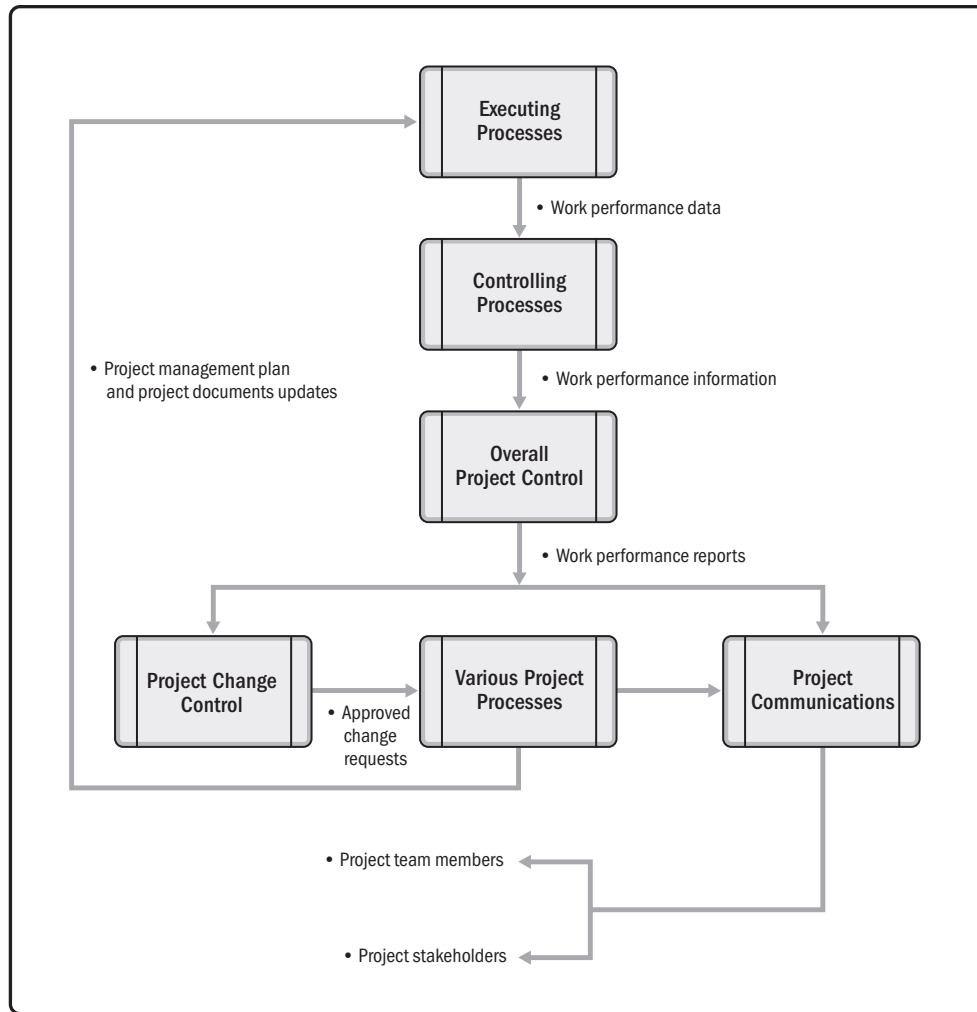 Executing
Processes
• Work performance data
Controlling
Processes
• Project management plan
and project documents updates
• Work performance information
Overall
Project Control
• Work performance reports
Project Change
Control
• Approved
change
requests
Various Project
Processes
Project
Communications
• Project team members
• Project stakeholders